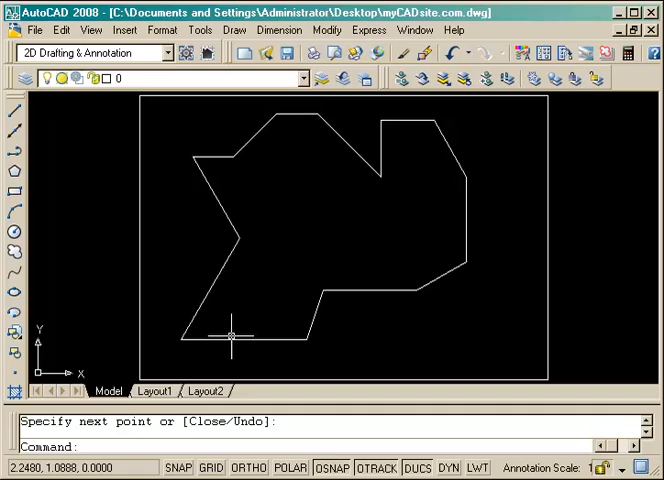 AutoCAD 2008 - [C:\Documents and Settings\Administrator\Desktop\myCADsite.com.dwg]
File Edit View Insert Format Tools Draw Dimension Modify Express Window Help
2D Drafting & Annotation
0
Y
X
Model Layout1 Layout2
Specify next point or [Close/Undo]:
Command:
2.2480, 1.0888, 0.0000 SNAP GRID ORTHO POLAR OSNAP OTRACK DUCS DYN LWT Annotation Scale: